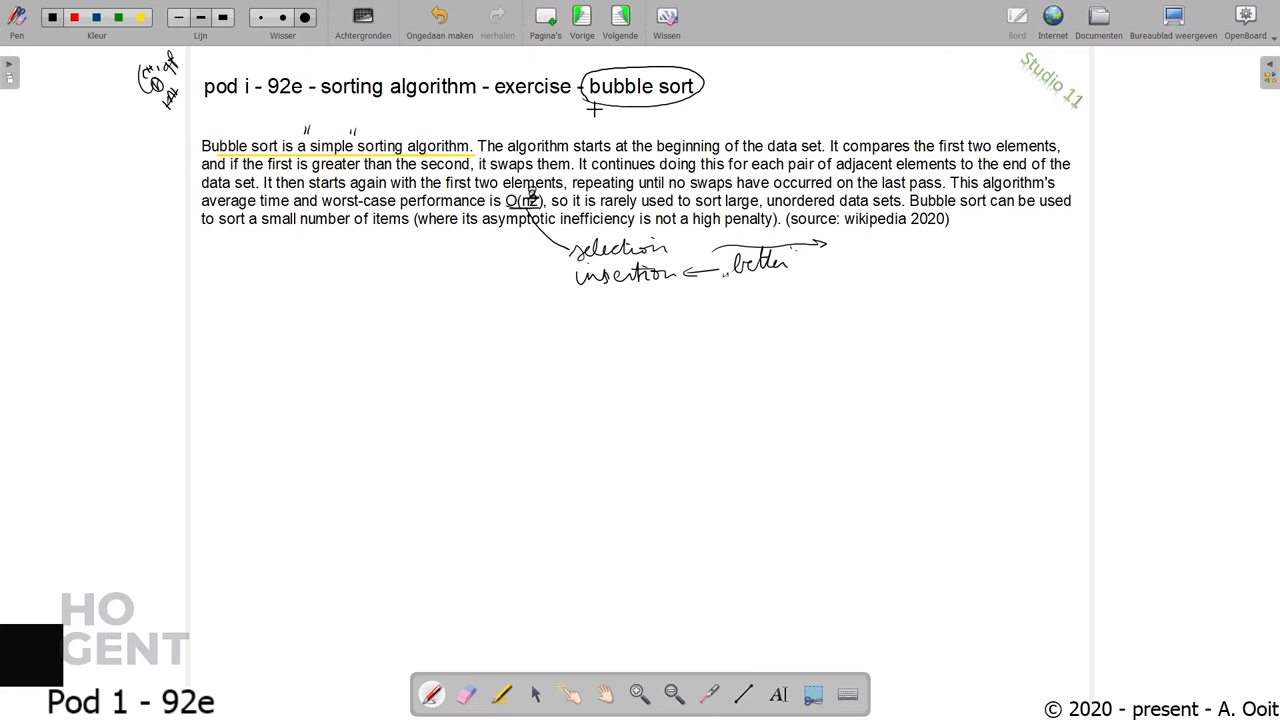 Pen
Kleur
Lijn
Wisser
Achtergronden
Ongedaan maken
Herhalen
Pagina's
Vorige
Volgende
Wissen
Bord
Internet
Documenten
Bureaublad weergeven
OpenBoard
Studio 11
pod i - 92e - sorting algorithm - exercise - bubble sort
Bubble sort is a "simple" sorting algorithm. The algorithm starts at the beginning of the data set. It compares the first two elements,
and if the first is greater than the second, it swaps them. It continues doing this for each pair of adjacent elements to the end of the
data set. It then starts again with the first two elements, repeating until no swaps have occurred on the last pass. This algorithm's
average time and worst-case performance is O(n2), so it is rarely used to sort large, unordered data sets. Bubble sort can be used
to sort a small number of items (where its asymptotic inefficiency is not a high penalty). (source: wikipedia 2020)
selection
insertion "better"
HO
GENT
Pod 1 - 92e
© 2020 - present - A. Ooit